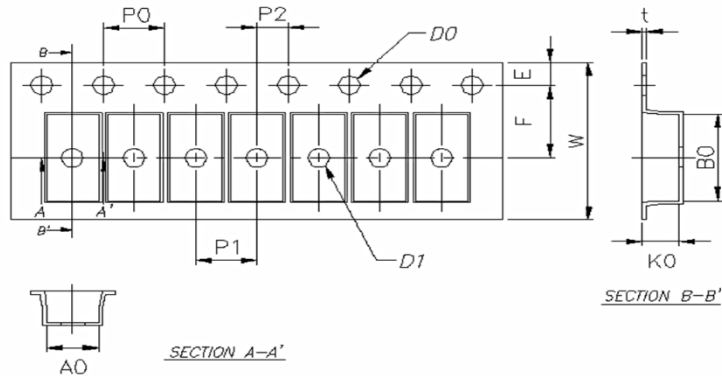 P0
P2
D0
t
B
E
F
W
B0
A
A'
B'
P1
D1
K0
SECTION B-B'
A0
SECTION A-A'